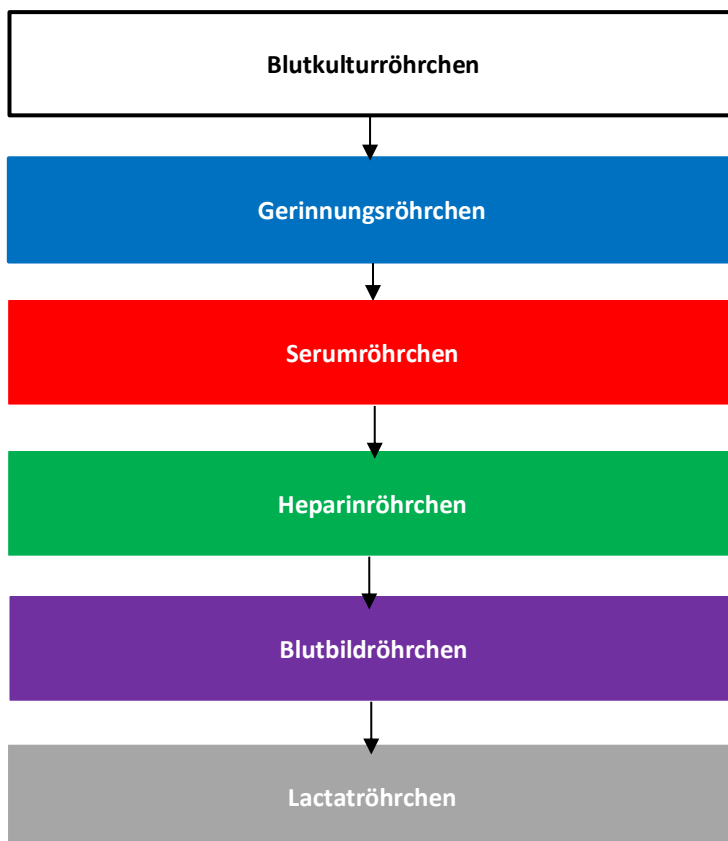 Blutkulturröhrchen
Gerinnungsröhrchen
Serumröhrchen
Heparinröhrchen
Blutbildröhrchen
Lactatröhrchen